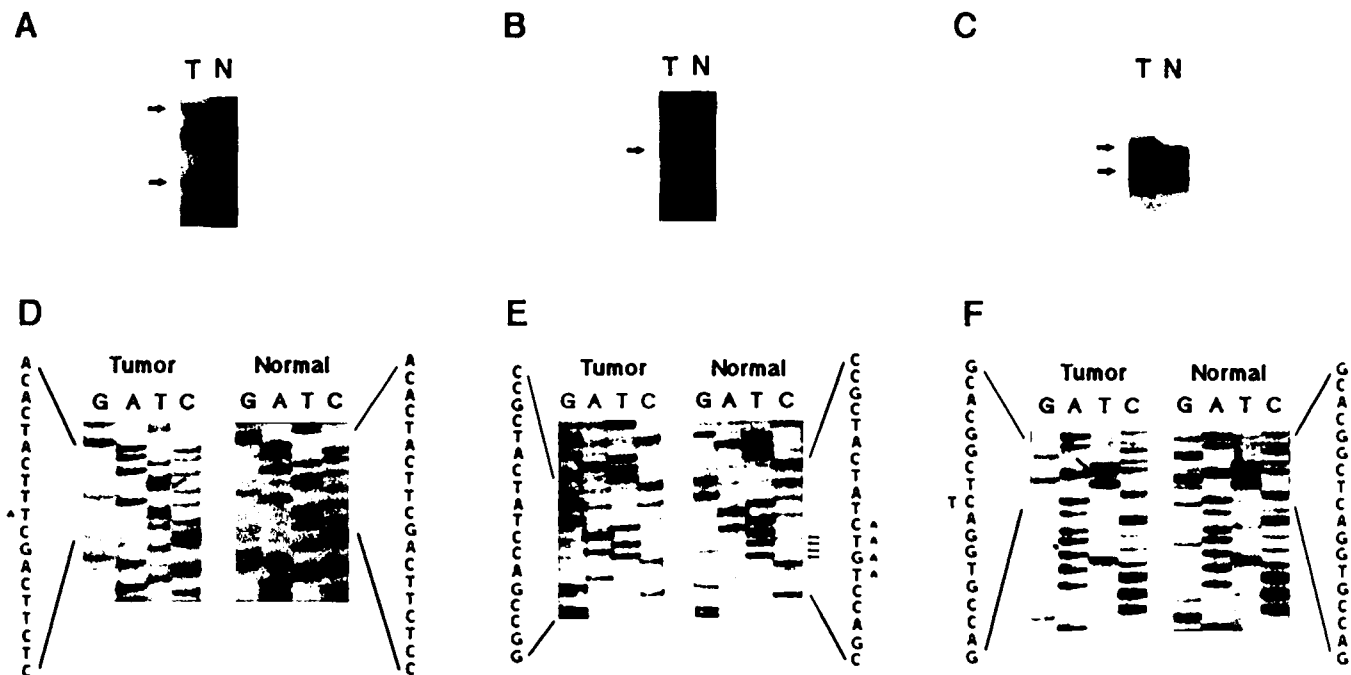 A
T N
B
T N
C
T N
D
A C A C T A C T T T C G A C T T C T C
Tumor
G A T C
Normal
G A T C
A C A C T A C T T C G A C T T C T C C
E
C C G C T A C T A T C C A G C C G G
Tumor
G A T C
Normal
G A T C
C C G C T A C T A T C T G T C C A G C
F
G C A C G G C T C A G G T G C C A G
T
Tumor
G A T C
Normal
G A T C
G C A C G G C T C A G G T G C C A G